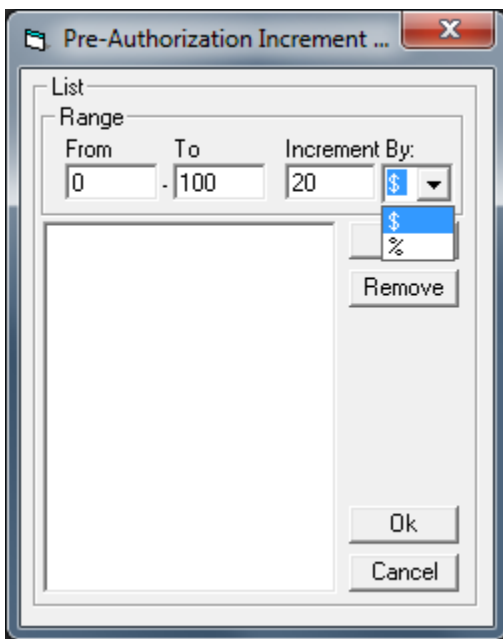 Pre-Authorization Increment ...
List
Range
From To Increment By:
0 - 100 20 $
$
%
Remove
Ok
Cancel